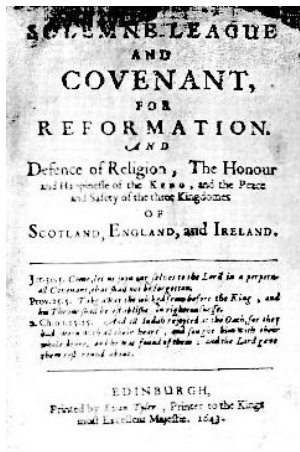 SOLEMNE LEAGUE
AND
COVENANT,
FOR
REFORMATION.
AND
Defence of Religion, The Honour
and Happinesse of the KING, and the Peace
and Safety of the three Kingdomes
OF
SCOTLAND, ENGLAND, and IRELAND.
Jer. 50.5. Come, let us joyn our selves to the Lord in a perpetu-
all Covenant, that shal not be forgotten.
Prov. 25.5. Take away the wicked from before the King, and
his Throne shall be establisht in righteousnesse.
2. Chro. 15.15. And all Iudah rejoyced at the Oath, for they
had sworn with all their heart, and sought him with their
whole desire, and he was found of them: and the Lord gave
them rest round about.
EDINBURGH,
Printed by Evan Tyler, Printer to the Kings
most Excellent Majestie. 1643.